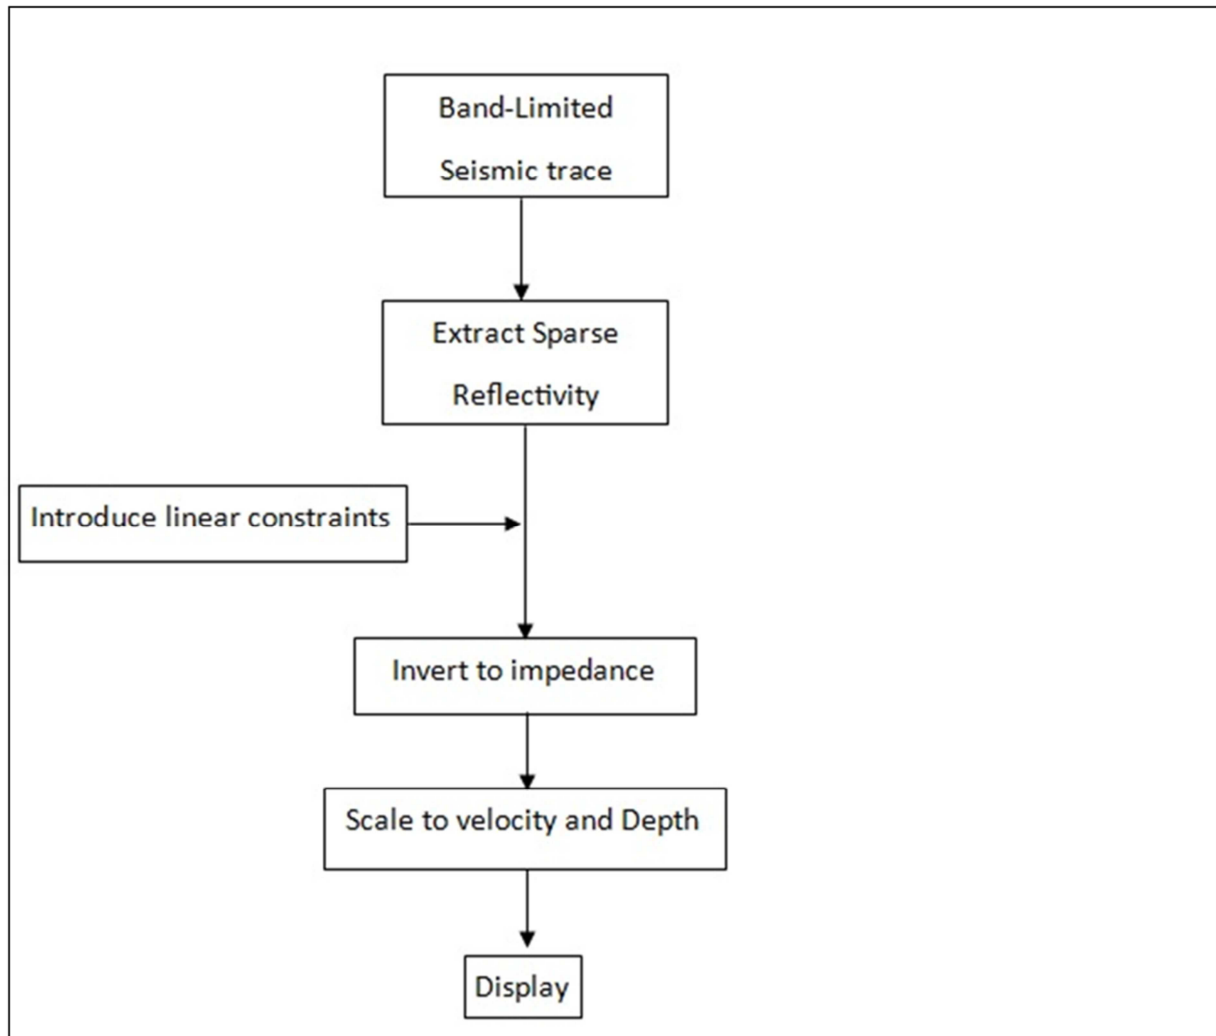 Band-Limited
Seismic trace
Extract Sparse
Reflectivity
Introduce linear constraints
Invert to impedance
Scale to velocity and Depth
Display